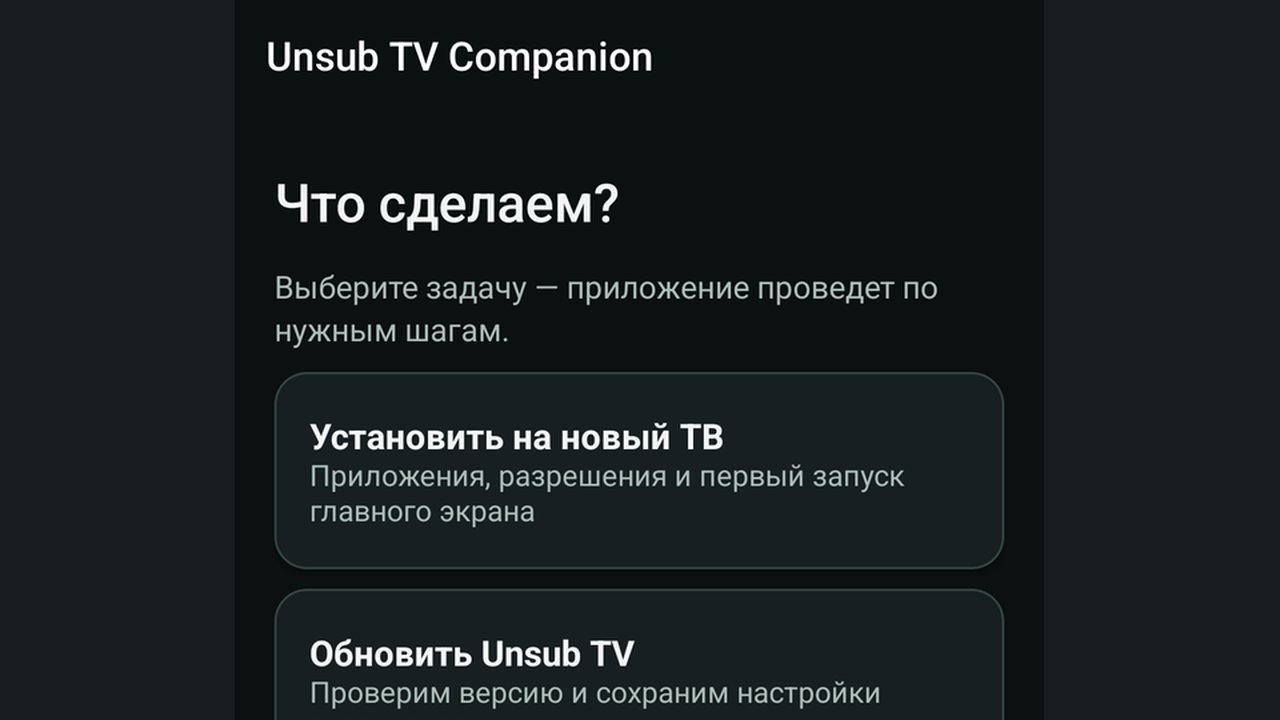 Unsub TV Companion
Что сделаем?
Выберите задачу — приложение проведет по
нужным шагам.
Установить на новый ТВ
Приложения, разрешения и первый запуск
главного экрана
Обновить Unsub TV
Проверим версию и сохраним настройки